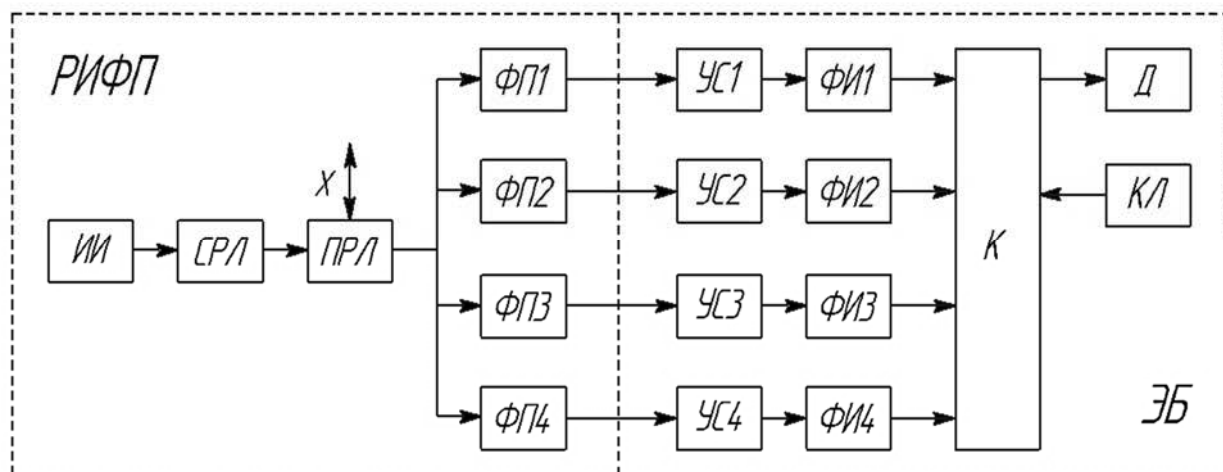 РИФП
ФП1 УС1 ФИ1 Д
X
ФП2 УС2 ФИ2 КЛ
ИИ СРЛ ПРЛ К
ФП3 УС3 ФИ3
ФП4 УС4 ФИ4 ЭБ